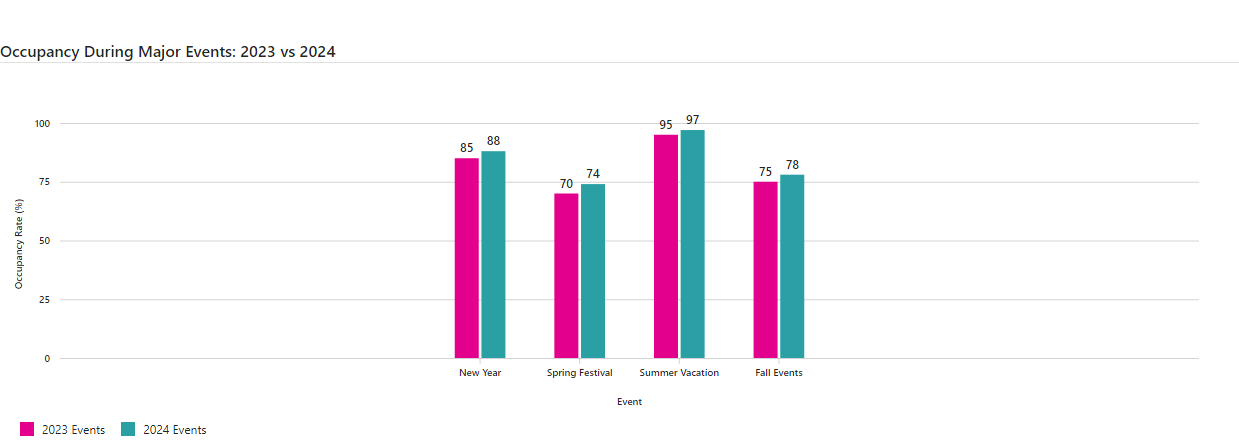 Occupancy During Major Events: 2023 vs 2024
100
75
50
25
0
Occupancy Rate (%)
85 88
70 74
95 97
75 78
New Year Spring Festival Summer Vacation Fall Events
Event
2023 Events 2024 Events